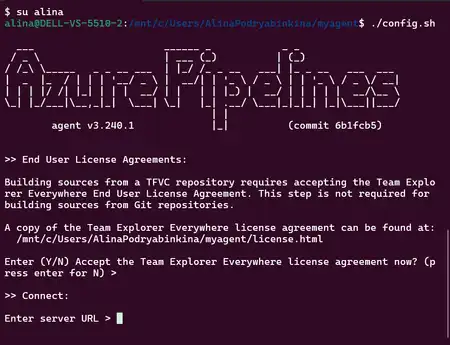 $ su alina
alina@DELL-VS-5510-2:/mnt/c/Users/AlinaPodryabinkina/myagent$ ./config.sh
AzurePipelines
agent v3.240.1 (commit 6b1fcb5)
>> End User License Agreements:
Building sources from a TFVC repository requires accepting the Team Explo
rer Everywhere End User License Agreement. This step is not required for
building sources from Git repositories.
A copy of the Team Explorer Everywhere license agreement can be found at:
/mnt/c/Users/AlinaPodryabinkina/myagent/license.html
Enter (Y/N) Accept the Team Explorer Everywhere license agreement now? (p
ress enter for N) >
>> Connect:
Enter server URL >